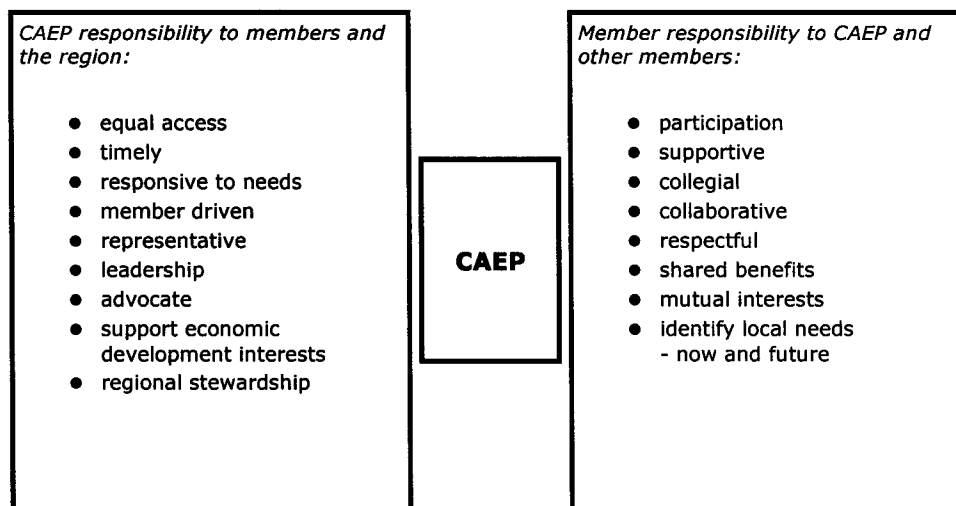 CAEP responsibility to members and
the region:
● equal access
● timely
● responsive to needs
● member driven
● representative
● leadership
● advocate
● support economic
development interests
● regional stewardship
CAEP
Member responsibility to CAEP and
other members:
● participation
● supportive
● collegial
● collaborative
● respectful
● shared benefits
● mutual interests
● identify local needs
- now and future